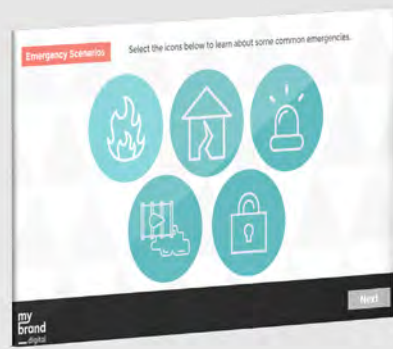 Emergency Scenarios
Select the icons below to learn about some common emergencies.
Next
my
brand
digital